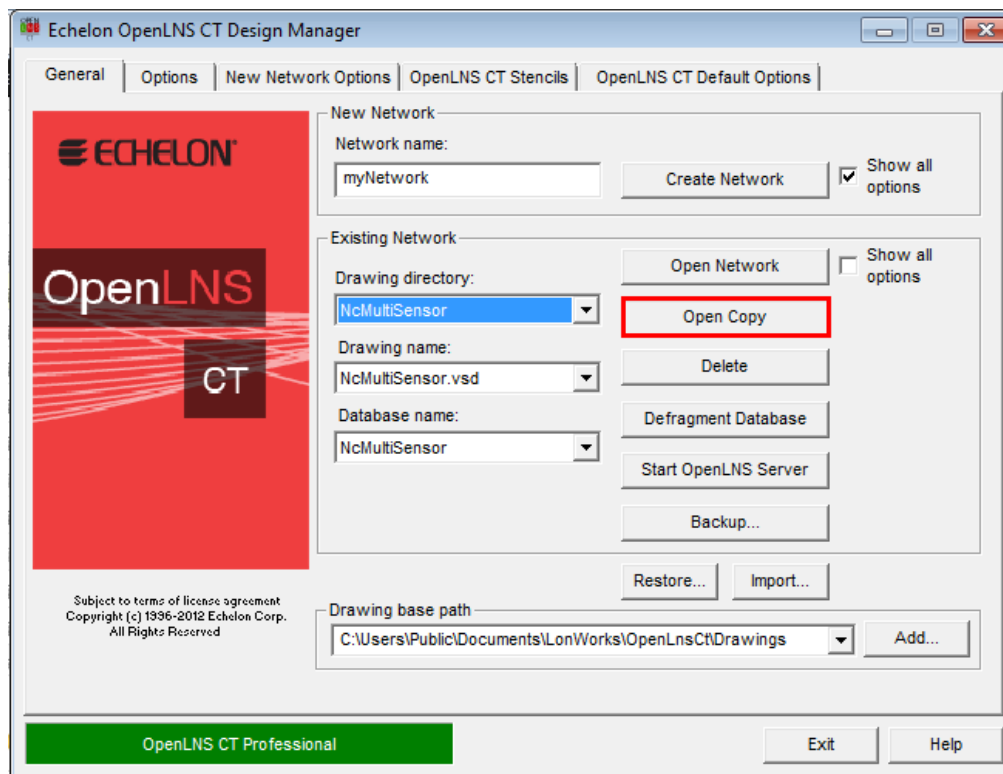 Echelon OpenLNS CT Design Manager
General
Options
New Network Options
OpenLNS CT Stencils
OpenLNS CT Default Options
ECHELON®
OpenLNS
CT
Subject to terms of license agreement
Copyright (c) 1996-2012 Echelon Corp.
All Rights Reserved
New Network
Network name:
myNetwork
Create Network
Show all
options
Existing Network
Drawing directory:
NcMultiSensor
Drawing name:
NcMultiSensor.vsd
Database name:
NcMultiSensor
Open Network
Show all
options
Open Copy
Delete
Defragment Database
Start OpenLNS Server
Backup...
Restore...
Import...
Drawing base path
C:\Users\Public\Documents\LonWorks\OpenLnsCt\Drawings
Add...
OpenLNS CT Professional
Exit
Help